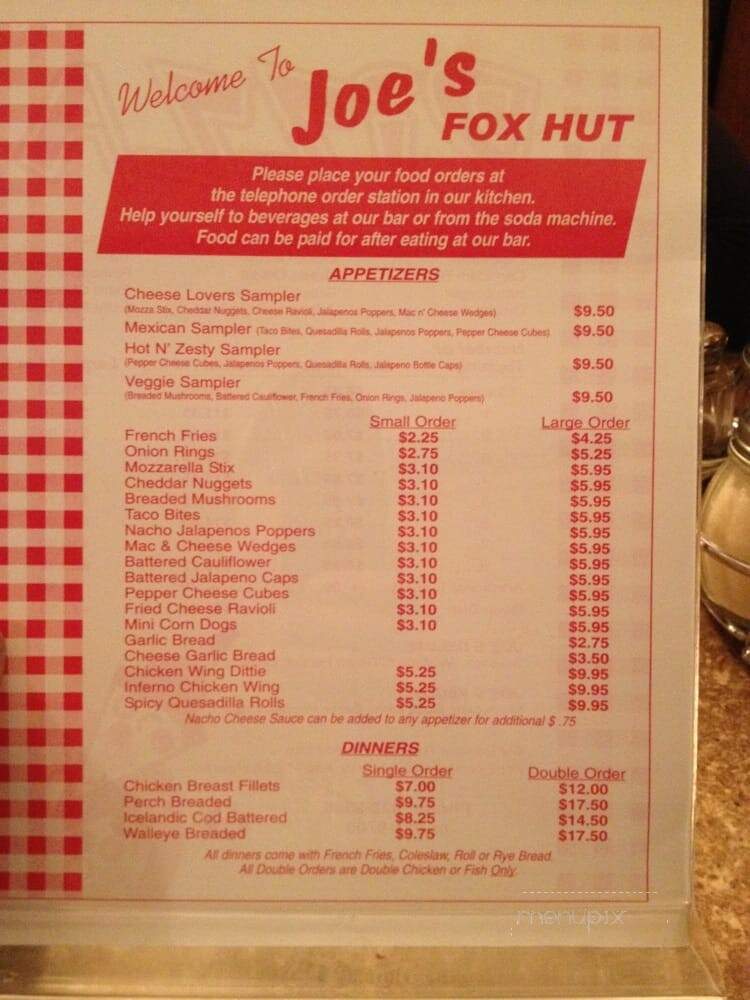 Welcome To Joe's
FOX HUT
Please place your food orders at
the telephone order station in our kitchen.
Help yourself to beverages at our bar or from the soda machine.
Food can be paid for after eating at our bar.
APPETIZERS
Cheese Lovers Sampler
(Mozza Stix, Cheddar Nuggets, Cheese Ravioli, Jalapenos Poppers, Mac n' Cheese Wedges) $9.50
Mexican Sampler (Taco Bites, Quesadilla Rolls, Jalapenos Poppers, Pepper Cheese Cubes) $9.50
Hot N' Zesty Sampler
(Pepper Cheese Cubes, Jalapenos Poppers, Quesadilla Rolls, Jalapeno Bottle Caps) $9.50
Veggie Sampler
(Breaded Mushrooms, Battered Cauliflower, French Fries, Onion Rings, Jalapeno Poppers) $9.50
Small Order Large Order
French Fries $2.25 $4.25
Onion Rings $2.75 $5.25
Mozzarella Stix $3.10 $5.95
Cheddar Nuggets $3.10 $5.95
Breaded Mushrooms $3.10 $5.95
Taco Bites $3.10 $5.95
Nacho Jalapenos Poppers $3.10 $5.95
Mac & Cheese Wedges $3.10 $5.95
Battered Cauliflower $3.10 $5.95
Battered Jalapeno Caps $3.10 $5.95
Pepper Cheese Cubes $3.10 $5.95
Fried Cheese Ravioli $3.10 $5.95
Mini Corn Dogs $3.10 $5.95
Garlic Bread $2.75
Cheese Garlic Bread $3.50
Chicken Wing Dittie $5.25 $9.95
Inferno Chicken Wing $5.25 $9.95
Spicy Quesadilla Rolls $5.25 $9.95
Nacho Cheese Sauce can be added to any appetizer for additional $ .75
DINNERS
Single Order Double Order
Chicken Breast Fillets $7.00 $12.00
Perch Breaded $9.75 $17.50
Icelandic Cod Battered $8.25 $14.50
Walleye Breaded $9.75 $17.50
All dinners come with French Fries, Coleslaw, Roll or Rye Bread.
All Double Orders are Double Chicken or Fish Only.
menupix